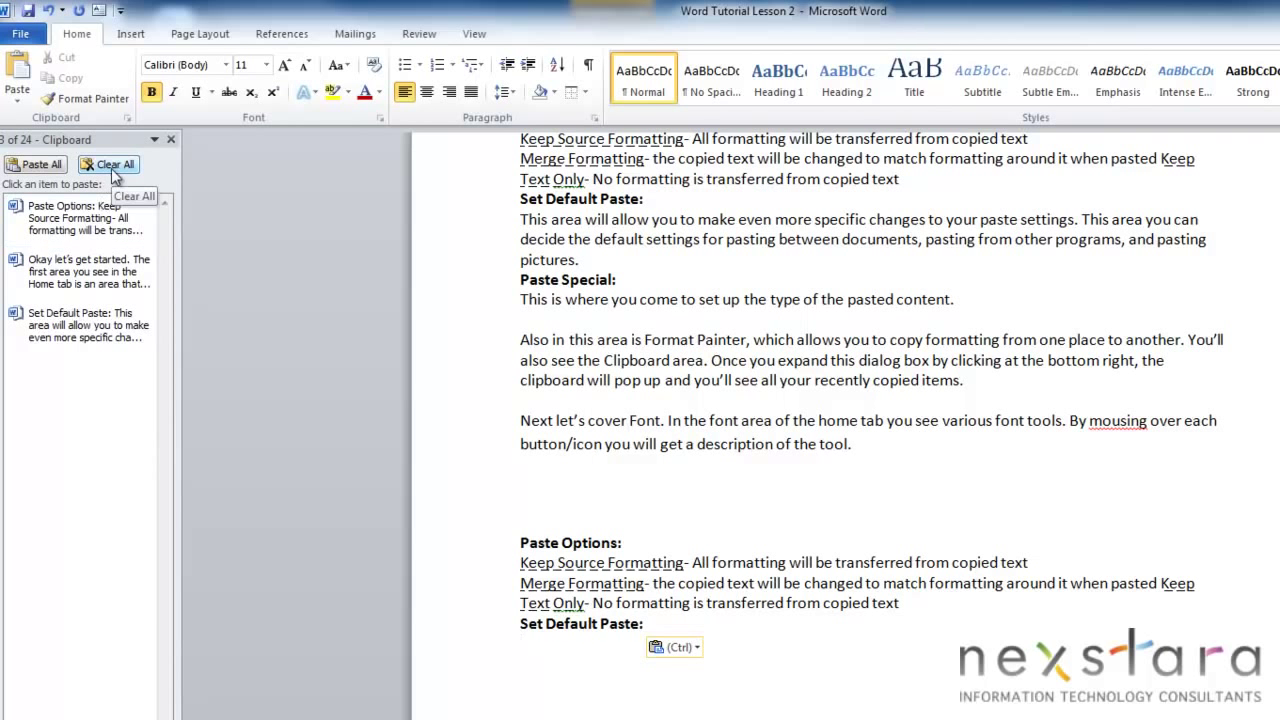 Word Tutorial Lesson 2 - Microsoft Word
File Home Insert Page Layout References Mailings Review View
Cut
Copy
Format Painter
Paste
Clipboard
Calibri (Body) 11
Font
Paragraph
AaBbCcDc AaBbCcDc AaBbC AaBbCc AaB AaBbCc. AaBbCcDc AaBbCcDc AaBbCcDc AaBbCcDc
¶ Normal ¶ No Spaci... Heading 1 Heading 2 Title Subtitle Subtle Em... Emphasis Intense E... Strong
Styles
3 of 24 - Clipboard
Paste All Clear All
Click an item to paste:
Clear All
Paste Options: Keep
Source Formatting- All
formatting will be trans...
Okay let's get started. The
first area you see in the
Home tab is an area that...
Set Default Paste: This
area will allow you to make
even more specific cha...
Keep Source Formatting- All formatting will be transferred from copied text
Merge Formatting- the copied text will be changed to match formatting around it when pasted Keep
Text Only- No formatting is transferred from copied text
Set Default Paste:
This area will allow you to make even more specific changes to your paste settings. This area you can
decide the default settings for pasting between documents, pasting from other programs, and pasting
pictures.
Paste Special:
This is where you come to set up the type of the pasted content.
Also in this area is Format Painter, which allows you to copy formatting from one place to another. You'll
also see the Clipboard area. Once you expand this dialog box by clicking at the bottom right, the
clipboard will pop up and you'll see all your recently copied items.
Next let's cover Font. In the font area of the home tab you see various font tools. By mousing over each
button/icon you will get a description of the tool.
Paste Options:
Keep Source Formatting- All formatting will be transferred from copied text
Merge Formatting- the copied text will be changed to match formatting around it when pasted Keep
Text Only- No formatting is transferred from copied text
Set Default Paste:
(Ctrl)
nexstara
INFORMATION TECHNOLOGY CONSULTANTS